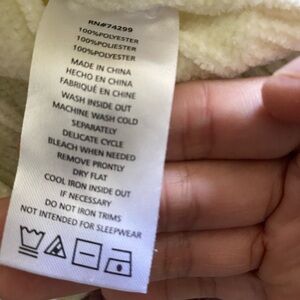 RN#74299
100%POLYESTER
100%POLIESTER
100%POLYESTER
MADE IN CHINA
HECHO EN CHINA
FABRIQUÉ EN CHINE
WASH INSIDE OUT
MACHINE WASH COLD
SEPARATELY
DELICATE CYCLE
BLEACH WHEN NEEDED
REMOVE PRONTLY
DRY FLAT
COOL IRON INSIDE OUT
IF NECESSARY
DO NOT IRON TRIMS
NOT INTENDED FOR SLEEPWEAR